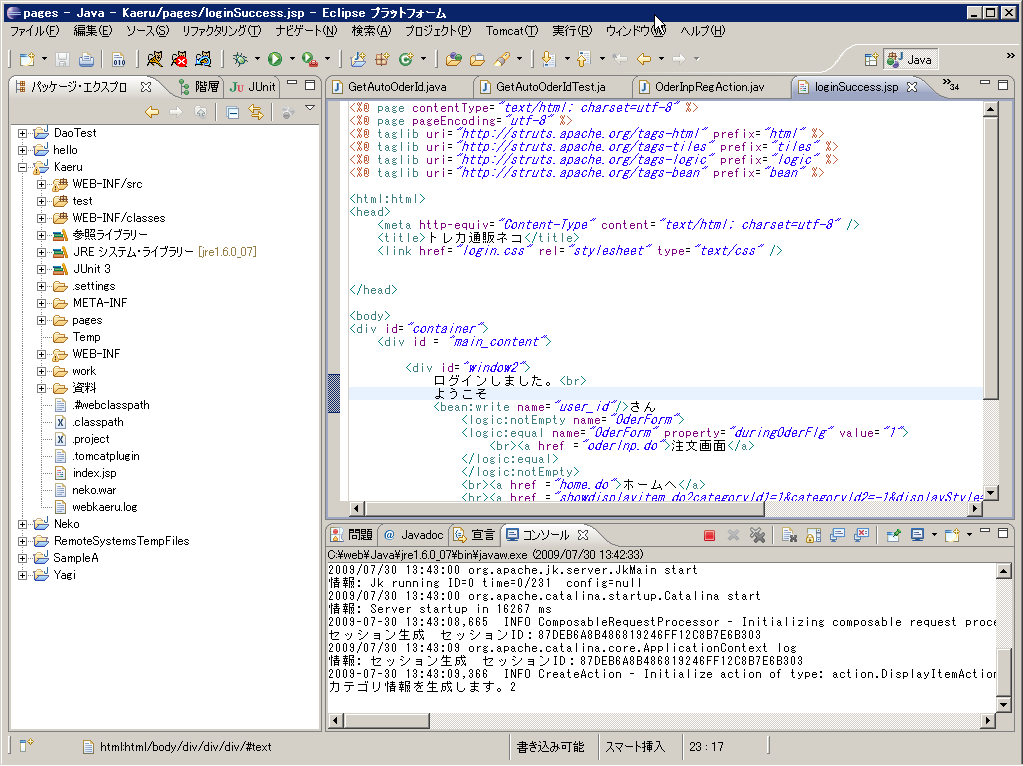 pages - Java - Kaeru/pages/loginSuccess.jsp - Eclipse プラットフォーム
ファイル(F) 編集(E) ソース(S) リファクタリング(T) ナビゲート(N) 検索(A) プロジェクト(P) Tomcat(T) 実行(R) ウィンドウ(W) ヘルプ(H)
Java
パッケージ・エクスプロ 階層 JUnit
GetAutoOderId.java GetAutoOderIdTest.ja OderInpRegAction.jav loginSuccess.jsp »34
DaoTest
hello
Kaeru
WEB-INF/src
test
WEB-INF/classes
参照ライブラリー
JRE システム・ライブラリー [jre1.6.0_07]
JUnit 3
.settings
META-INF
pages
Temp
WEB-INF
work
資料
.#webclasspath
.classpath
.project
.tomcatplugin
index.jsp
neko.war
webkaeru.log
Neko
RemoteSystemsTempFiles
SampleA
Yagi
<%@ page contentType="text/html; charset=utf-8" %>
<%@ page pageEncoding="utf-8" %>
<%@ taglib uri="http://struts.apache.org/tags-html" prefix="html" %>
<%@ taglib uri="http://struts.apache.org/tags-tiles" prefix="tiles" %>
<%@ taglib uri="http://struts.apache.org/tags-logic" prefix="logic" %>
<%@ taglib uri="http://struts.apache.org/tags-bean" prefix="bean" %>
<html:html>
<head>
<meta http-equiv="Content-Type" content="text/html; charset=utf-8" />
<title>トレカ通販ネコ</title>
<link href="login.css" rel="stylesheet" type="text/css" />
</head>
<body>
<div id="container">
<div id = "main_content">
<div id="window2">
ログインしました。<br>
ようこそ
<bean:write name="user_id"/>さん
<logic:notEmpty name="OderForm">
<logic:equal name="OderForm" property="duringOderFlg" value="1">
<br><a href ="oderInp.do">注文画面</a>
</logic:equal>
</logic:notEmpty>
<br><a href ="home.do">ホームへ</a>
<br><a href ="showdisplayitem.do?categoryId1=1&categoryId2=-1&displayStyle=
問題 Javadoc 宣言 コンソール
C:¥web¥Java¥jre1.6.0_07¥bin¥javaw.exe (2009/07/30 13:42:33)
2009/07/30 13:43:00 org.apache.jk.server.JkMain start
情報: Jk running ID=0 time=0/231  config=null
2009/07/30 13:43:00 org.apache.catalina.startup.Catalina start
情報: Server startup in 16267 ms
2009-07-30 13:43:08,665  INFO ComposableRequestProcessor - Initializing composable request proce
セッション生成　セッションID：87DEB6A8B486819246FF12C8B7E6B303
2009/07/30 13:43:09 org.apache.catalina.core.ApplicationContext log
情報: セッション生成　セッションID：87DEB6A8B486819246FF12C8B7E6B303
2009-07-30 13:43:09,366  INFO CreateAction - Initialize action of type: action.DisplayItemAction
カテゴリ情報を生成します。2
html:html/body/div/div/div/#text 書き込み可能 スマート挿入 23 : 17